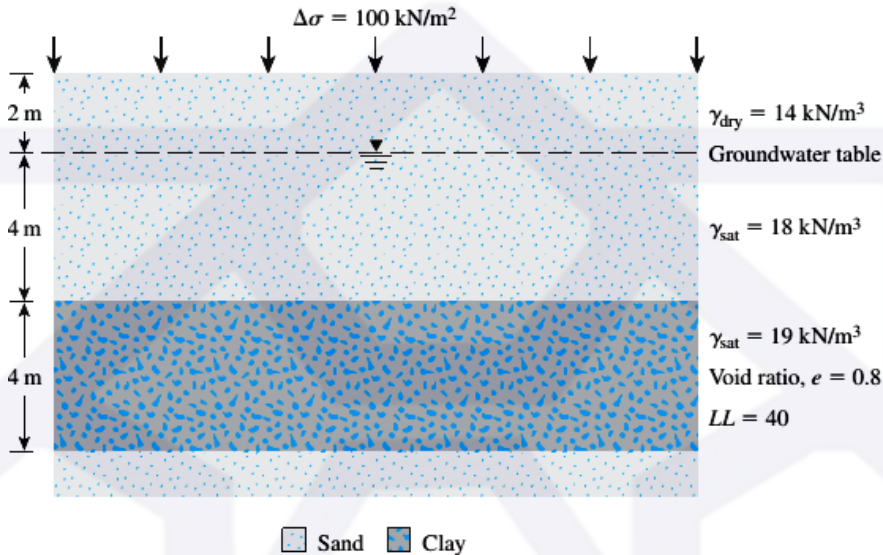 Δσ = 100 kN/m²
2 m
γdry = 14 kN/m³
Groundwater table
4 m
γsat = 18 kN/m³
4 m
γsat = 19 kN/m³
Void ratio, e = 0.8
LL = 40
Sand
Clay